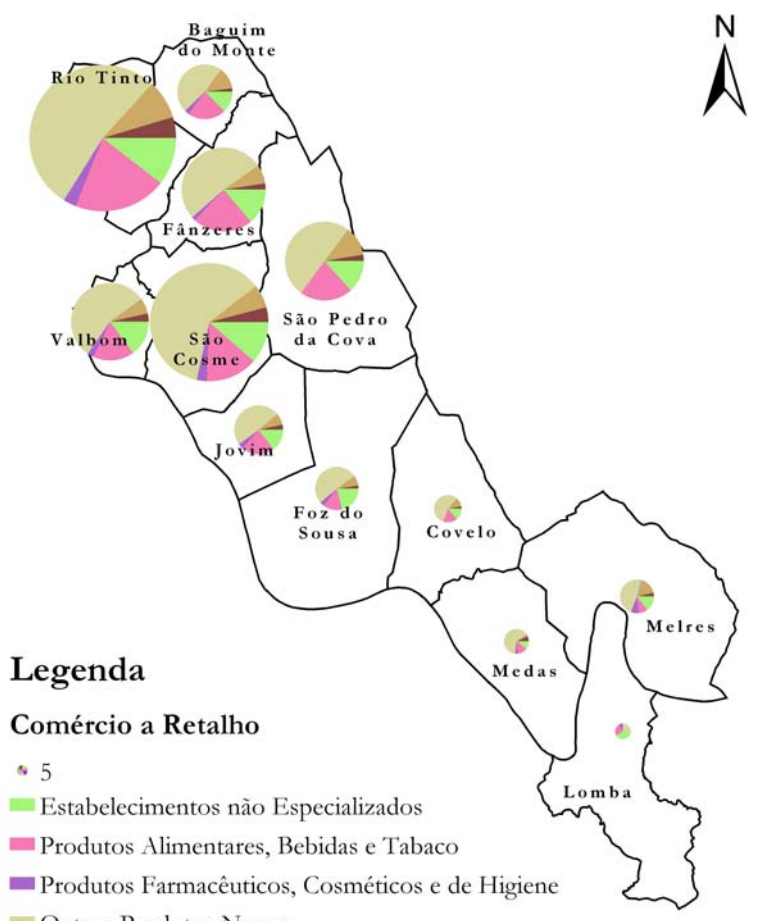 N
Baguim
do Monte
Rio Tinto
Fânzeres
São Pedro
da Cova
Valbom
São
Cosme
Jovim
Foz do
Sousa
Covelo
Melres
Medas
Lomba
Legenda
Comércio a Retalho
5
Estabelecimentos não Especializados
Produtos Alimentares, Bebidas e Tabaco
Produtos Farmacêuticos, Cosméticos e de Higiene